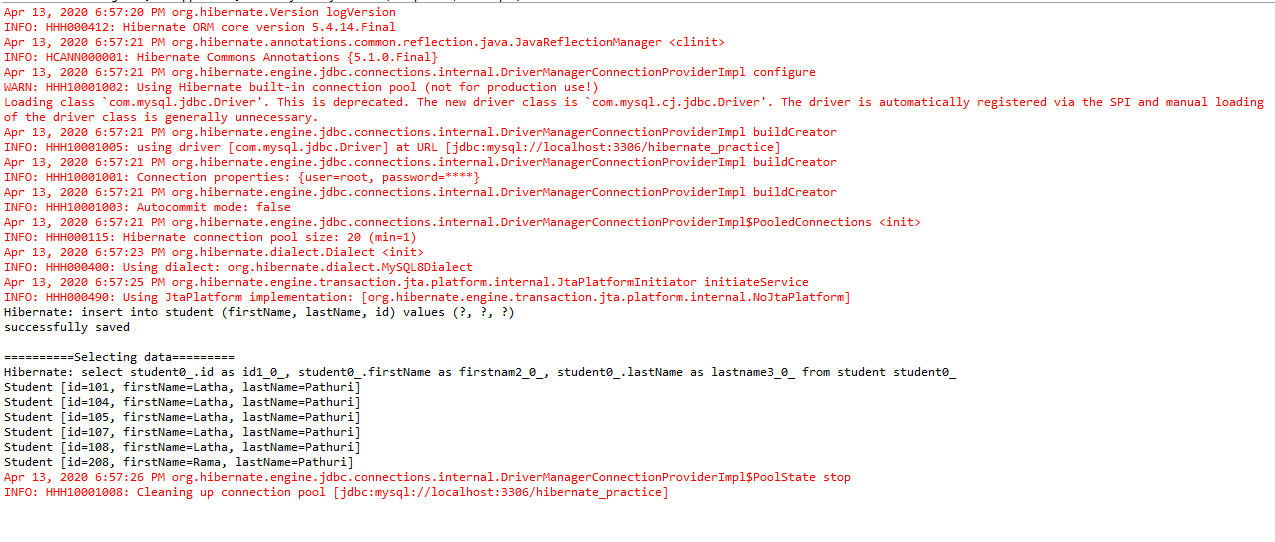 Apr 13, 2020 6:57:20 PM org.hibernate.Version logVersion
INFO: HHH000412: Hibernate ORM core version 5.4.14.Final
Apr 13, 2020 6:57:21 PM org.hibernate.annotations.common.reflection.java.JavaReflectionManager <clinit>
INFO: HCANN000001: Hibernate Commons Annotations {5.1.0.Final}
Apr 13, 2020 6:57:21 PM org.hibernate.engine.jdbc.connections.internal.DriverManagerConnectionProviderImpl configure
WARN: HHH10001002: Using Hibernate built-in connection pool (not for production use!)
Loading class `com.mysql.jdbc.Driver'. This is deprecated. The new driver class is `com.mysql.cj.jdbc.Driver'. The driver is automatically registered via the SPI and manual loading
of the driver class is generally unnecessary.
Apr 13, 2020 6:57:21 PM org.hibernate.engine.jdbc.connections.internal.DriverManagerConnectionProviderImpl buildCreator
INFO: HHH10001005: using driver [com.mysql.jdbc.Driver] at URL [jdbc:mysql://localhost:3306/hibernate_practice]
Apr 13, 2020 6:57:21 PM org.hibernate.engine.jdbc.connections.internal.DriverManagerConnectionProviderImpl buildCreator
INFO: HHH10001001: Connection properties: {user=root, password=****}
Apr 13, 2020 6:57:21 PM org.hibernate.engine.jdbc.connections.internal.DriverManagerConnectionProviderImpl buildCreator
INFO: HHH10001003: Autocommit mode: false
Apr 13, 2020 6:57:21 PM org.hibernate.engine.jdbc.connections.internal.DriverManagerConnectionProviderImpl$PooledConnections <init>
INFO: HHH000115: Hibernate connection pool size: 20 (min=1)
Apr 13, 2020 6:57:23 PM org.hibernate.dialect.Dialect <init>
INFO: HHH000400: Using dialect: org.hibernate.dialect.MySQL8Dialect
Apr 13, 2020 6:57:25 PM org.hibernate.engine.transaction.jta.platform.internal.JtaPlatformInitiator initiateService
INFO: HHH000490: Using JtaPlatform implementation: [org.hibernate.engine.transaction.jta.platform.internal.NoJtaPlatform]
Hibernate: insert into student (firstName, lastName, id) values (?, ?, ?)
successfully saved

==========Selecting data=========
Hibernate: select student0_.id as id1_0_, student0_.firstName as firstnam2_0_, student0_.lastName as lastname3_0_ from student student0_
Student [id=101, firstName=Latha, lastName=Pathuri]
Student [id=104, firstName=Latha, lastName=Pathuri]
Student [id=105, firstName=Latha, lastName=Pathuri]
Student [id=107, firstName=Latha, lastName=Pathuri]
Student [id=108, firstName=Latha, lastName=Pathuri]
Student [id=208, firstName=Rama, lastName=Pathuri]
Apr 13, 2020 6:57:26 PM org.hibernate.engine.jdbc.connections.internal.DriverManagerConnectionProviderImpl$PoolState stop
INFO: HHH10001008: Cleaning up connection pool [jdbc:mysql://localhost:3306/hibernate_practice]